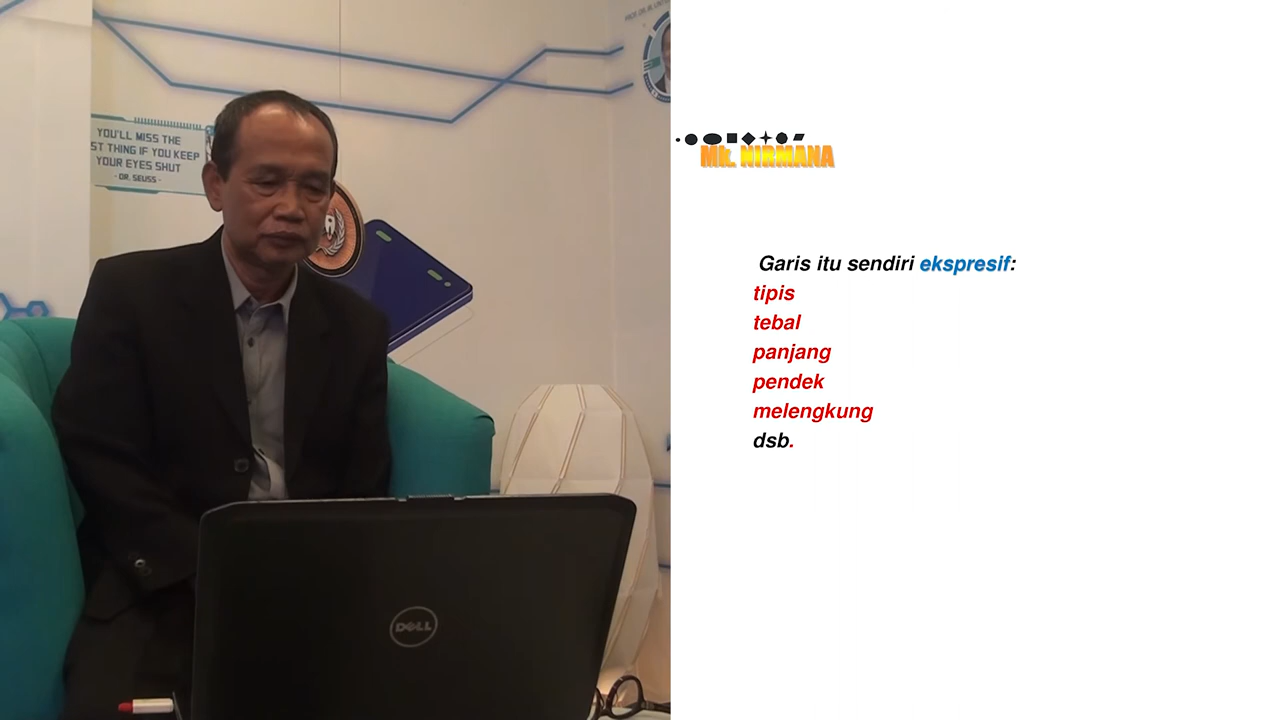 YOU'LL MISS THE
ST THING IF YOU KEEP
YOUR EYES SHUT
- DR. SEUSS -
DELL
Mk. NIRMANA
Garis itu sendiri ekspresif:
tipis
tebal
panjang
pendek
melengkung
dsb.